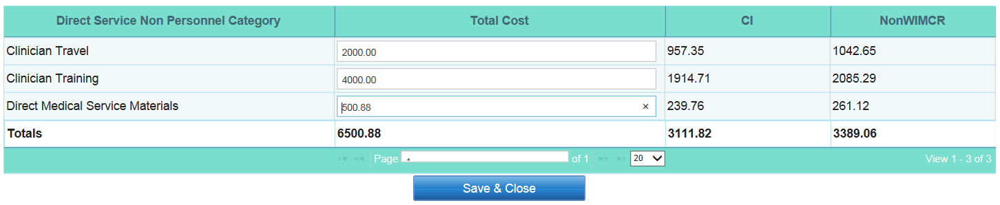 Direct Service Non Personnel Category Total Cost CI NonWIMCR
Clinician Travel 2000.00 957.35 1042.65
Clinician Training 4000.00 1914.71 2085.29
Direct Medical Service Materials 500.88 × 239.76 261.12
Totals 6500.88 3111.82 3389.06
Page of 1 20 View 1 - 3 of 3
Save & Close